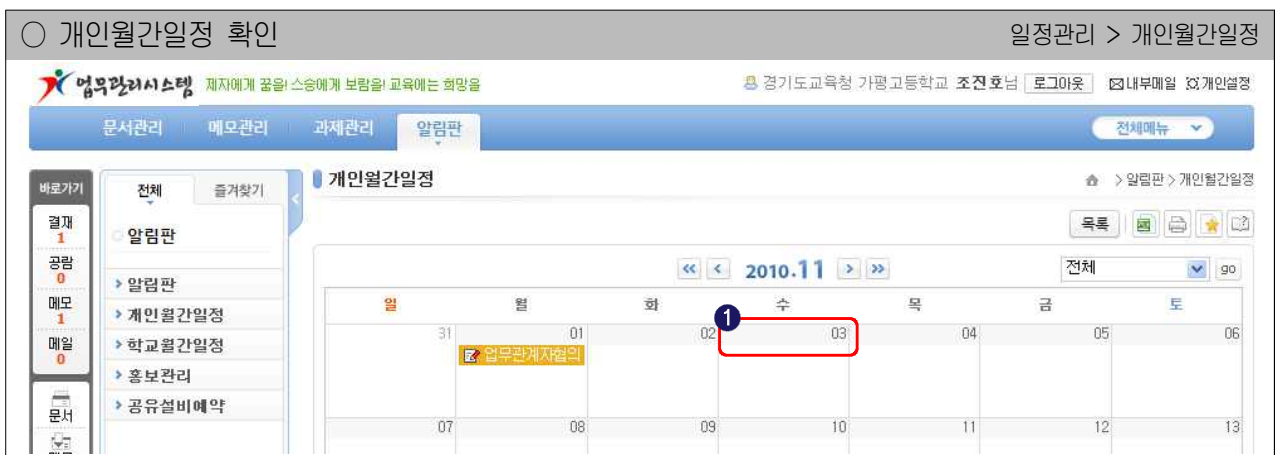 ○ 개인월간일정 확인
일정관리 > 개인월간일정
업무관리시스템 제자에게 꿈을! 스승에게 보람을! 교육에는 희망을
경기도교육청 가평고등학교 조진호님 로그아웃 내부메일 개인설정
문서관리 메모관리 과제관리 알림판 전체메뉴
바로가기
결재
1
공람
0
메모
1
메일
0
문서
전체 즐겨찾기
알림판
> 알림판
> 개인월간일정
> 학교월간일정
> 홍보관리
> 공유설비예약
개인월간일정
> 알림판 > 개인월간일정
목록
<< < 2010.11 > >>
전체 go
일 월 화 수 목 금 토
1
31 01 02 03 04 05 06
업무관계자협의
07 08 09 10 11 12 13